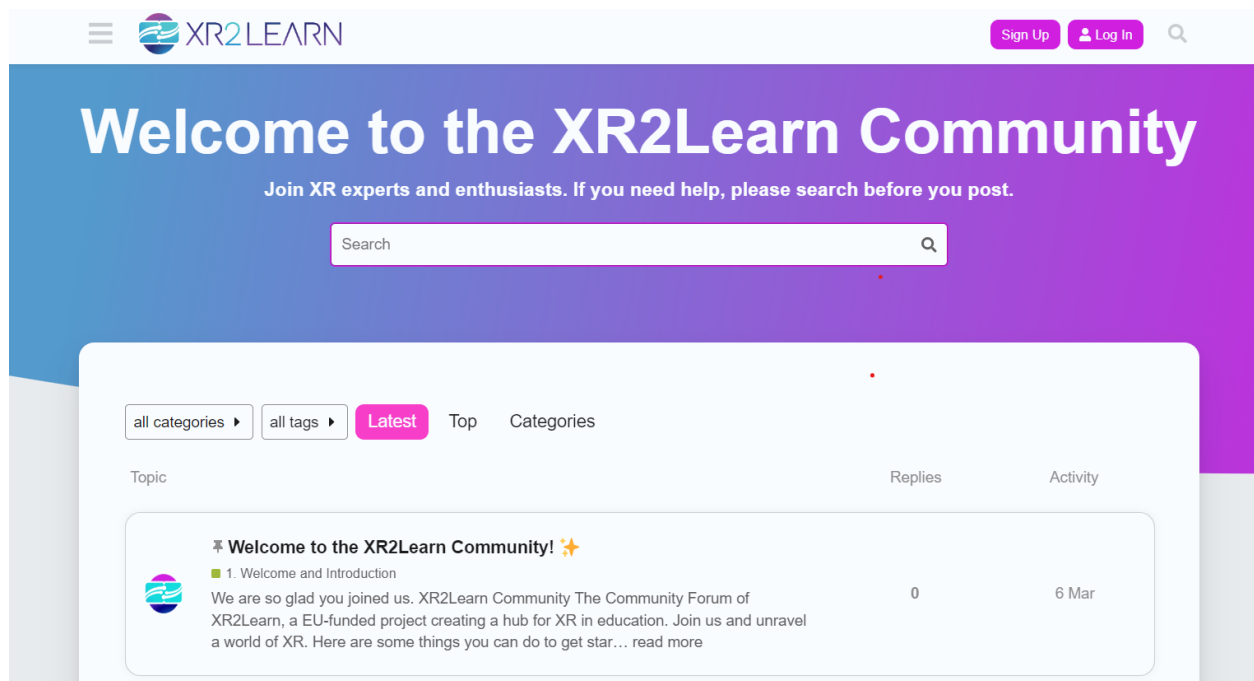 XR2LEARN
Sign Up
Log In
Welcome to the XR2Learn Community
Join XR experts and enthusiasts. If you need help, please search before you post.
Search
all categories
all tags
Latest
Top
Categories
Topic
Replies
Activity
Welcome to the XR2Learn Community! ✨
1. Welcome and Introduction
We are so glad you joined us. XR2Learn Community The Community Forum of
XR2Learn, a EU-funded project creating a hub for XR in education. Join us and unravel
a world of XR. Here are some things you can do to get star… read more
0
6 Mar